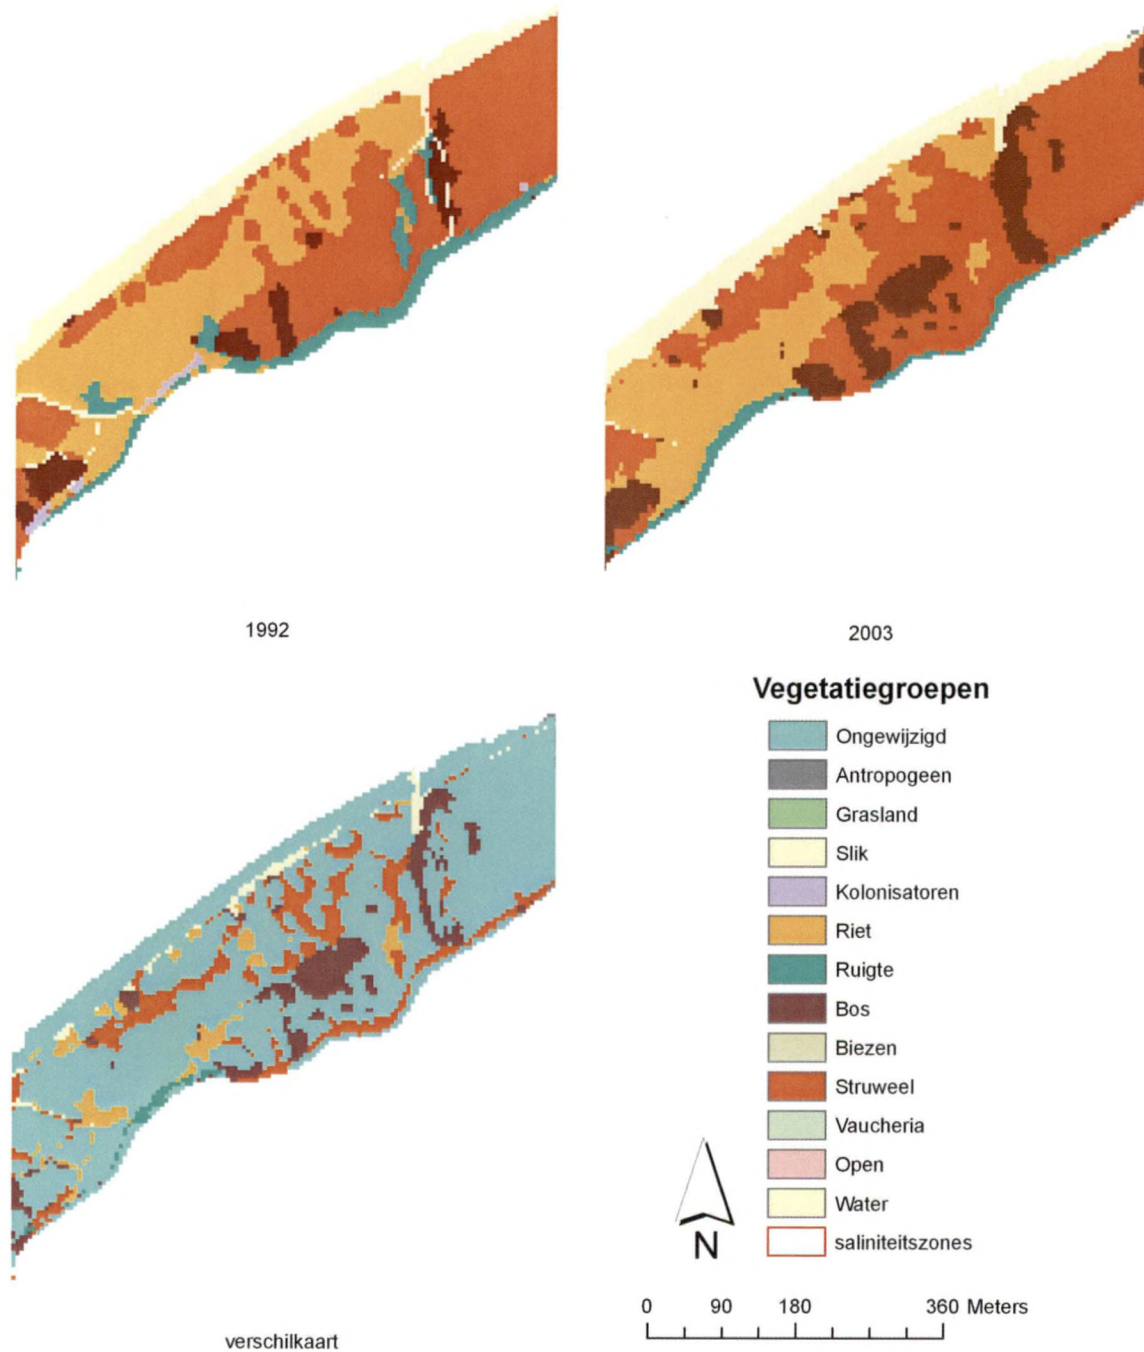 1992
2003
Vegetatiegroepen
Ongewijzigd
Antropogeen
Grasland
Slik
Kolonisatoren
Riet
Ruigte
Bos
Biezen
Struweel
Vaucheria
Open
Water
saliniteitszones
N
0 90 180 360 Meters
verschilkaart